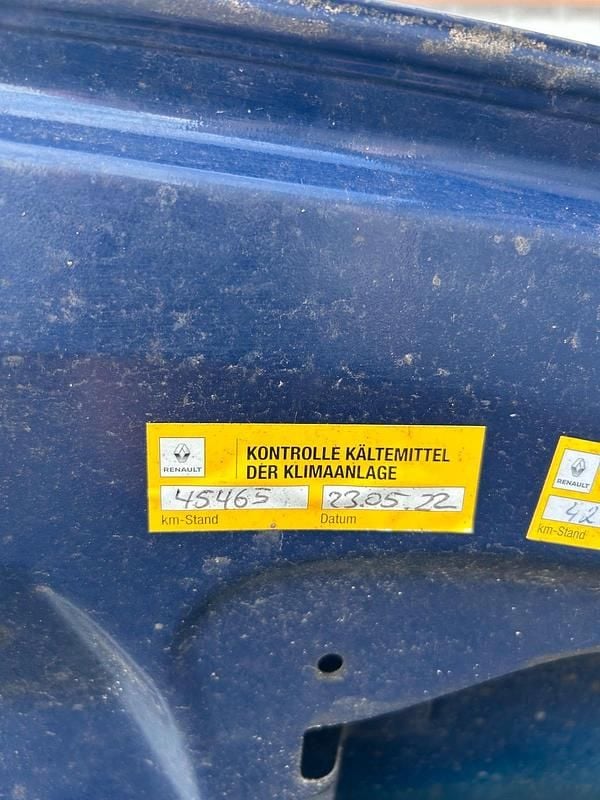 RENAULT
KONTROLLE KÄLTEMITTEL
DER KLIMAANLAGE
45465
23.05.22
km-Stand
Datum
RENAULT
42
km-Stand